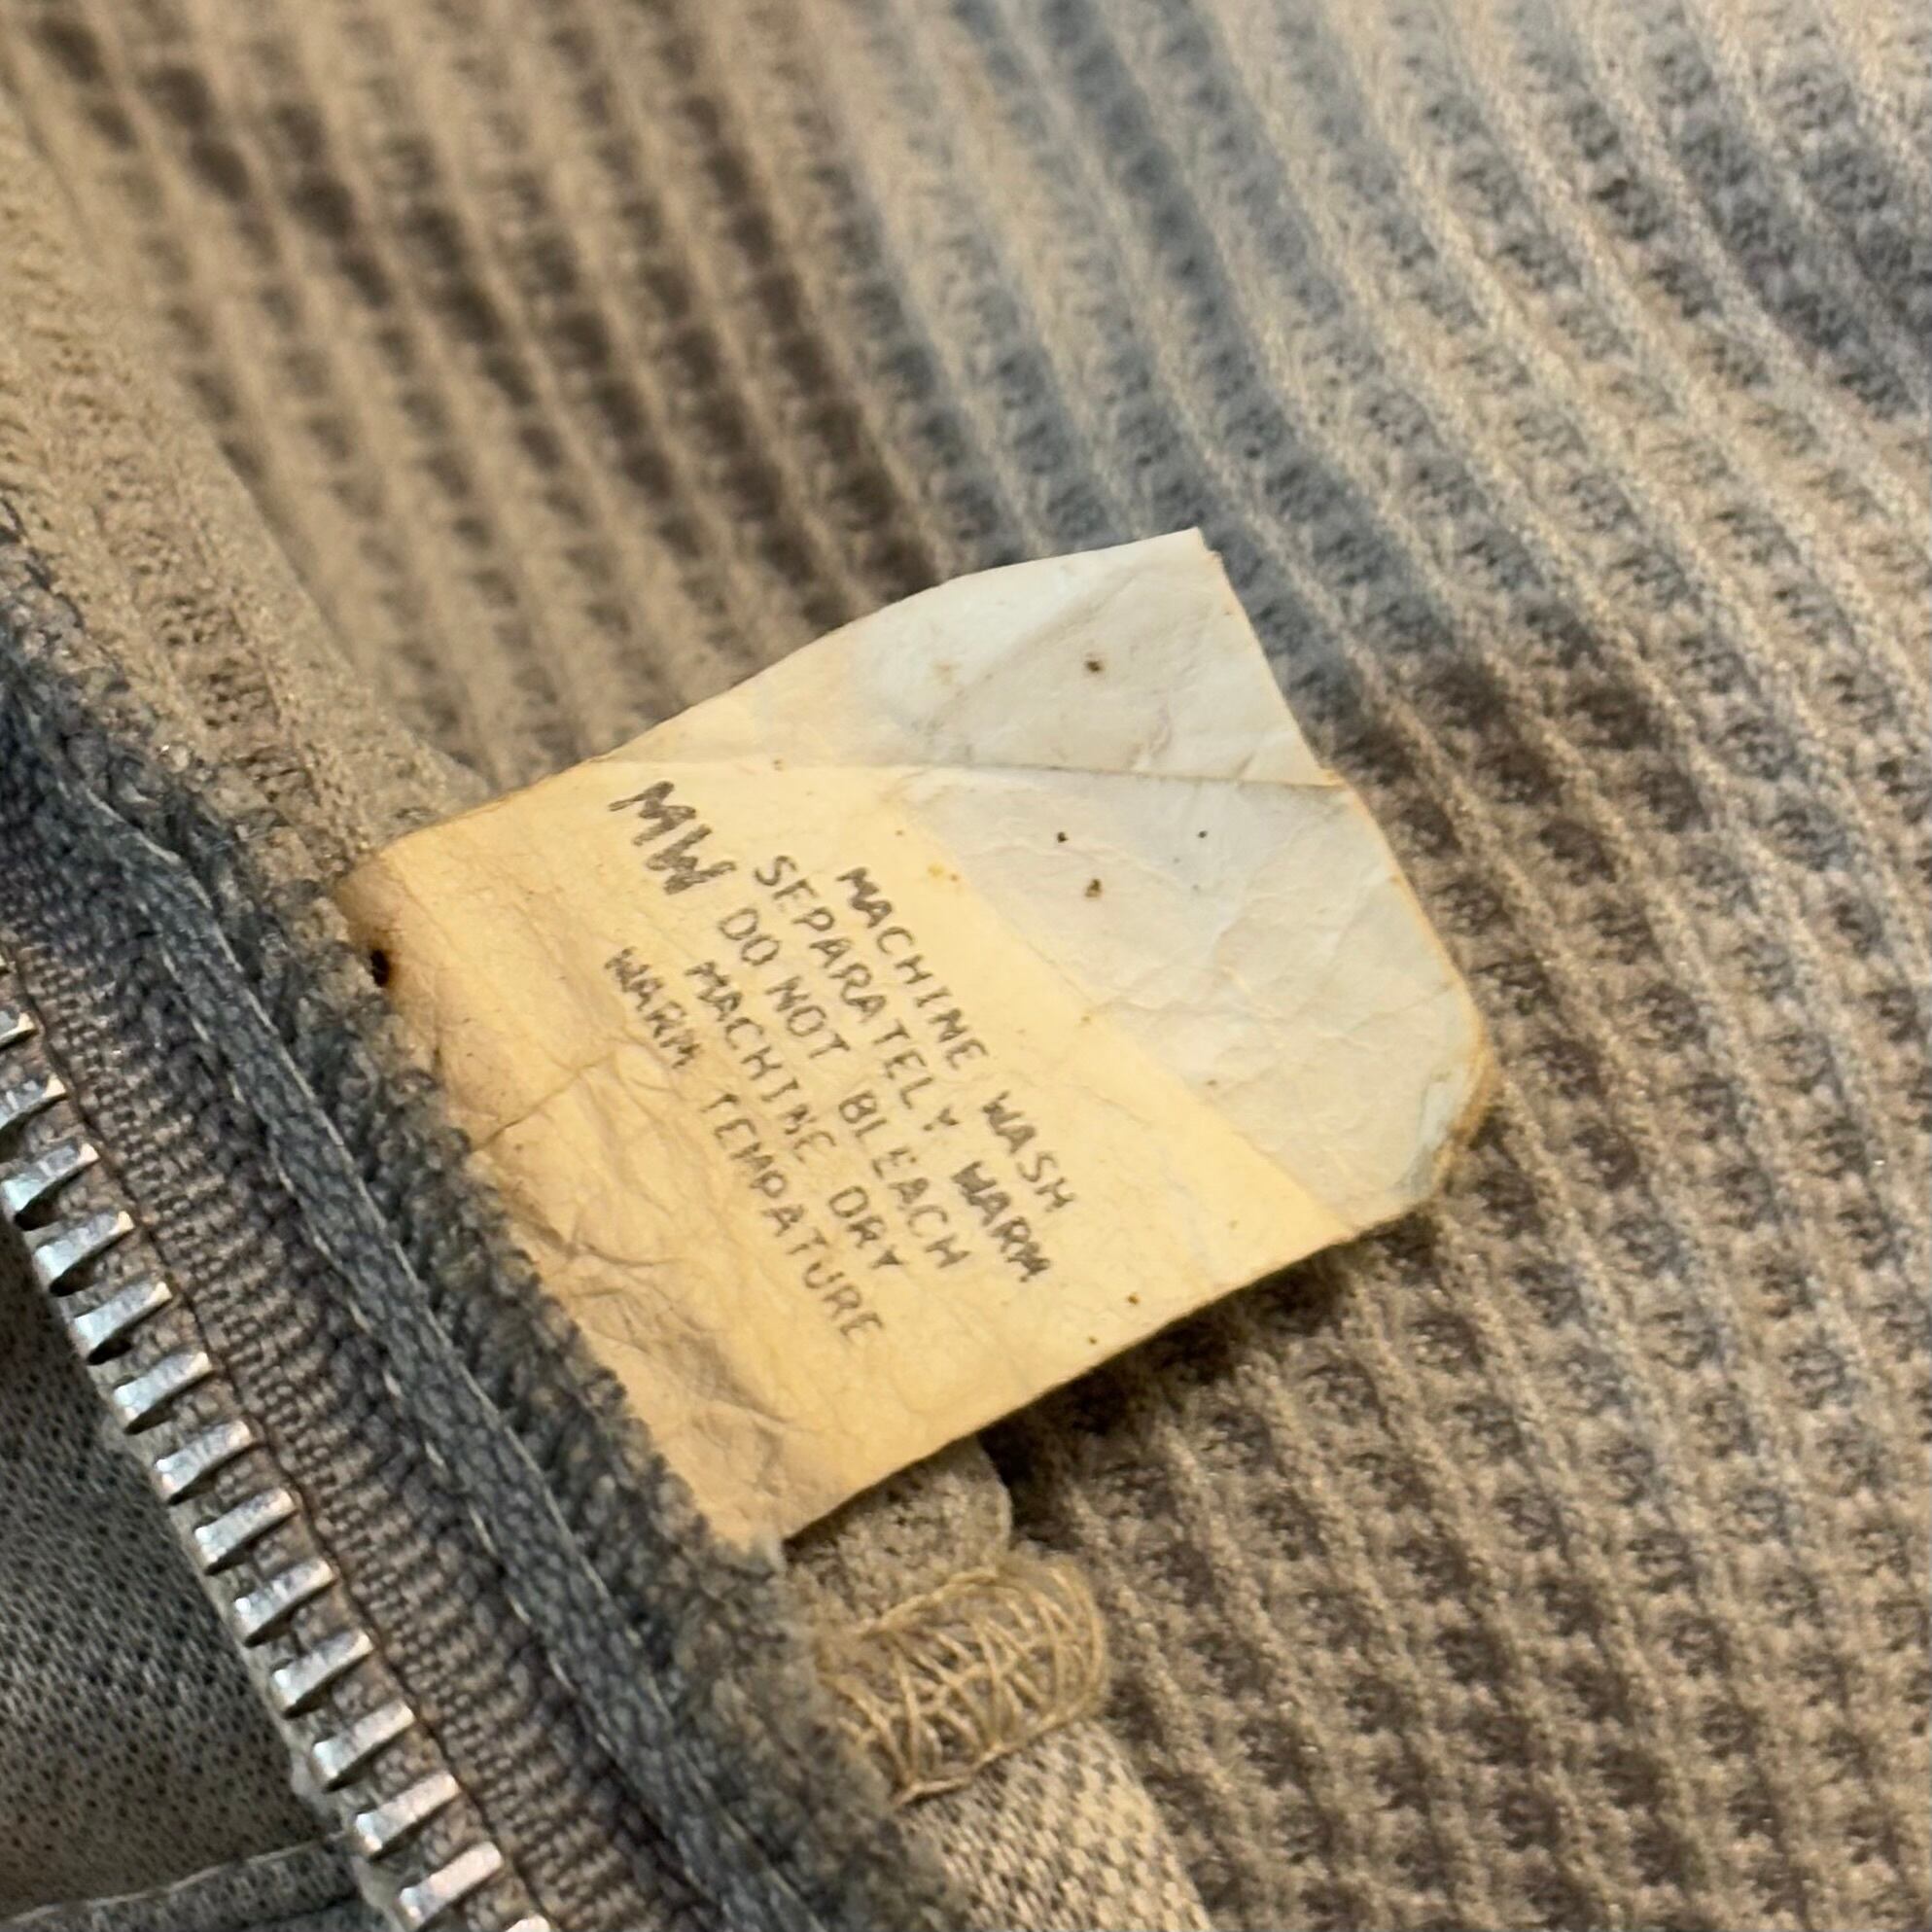 MW
MACHINE WASH
SEPARATELY WARM
DO NOT BLEACH
MACHINE DRY
WARM TEMPATURE